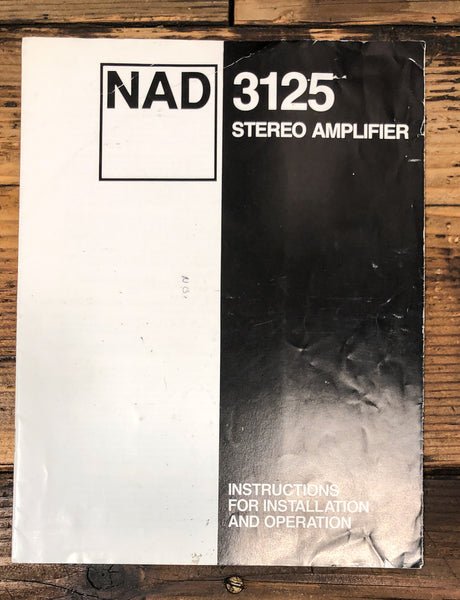 NAD 3125
STEREO AMPLIFIER
INSTRUCTIONS
FOR INSTALLATION
AND OPERATION